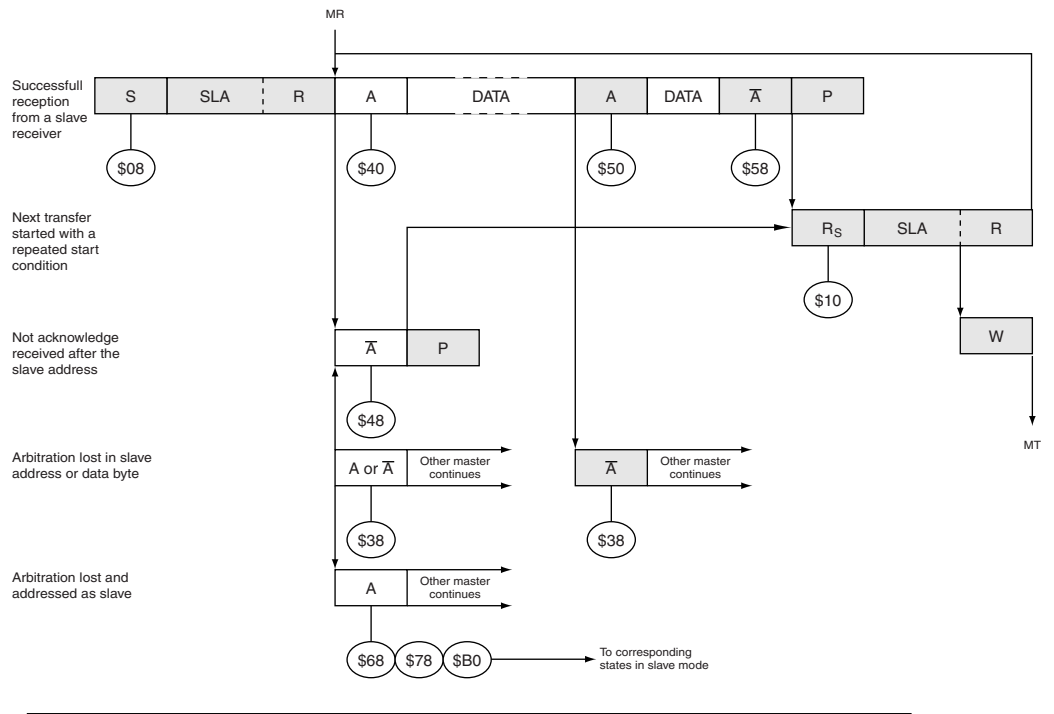 MR
Successfull
reception
from a slave
receiver
S SLA R A DATA A DATA A̅ P
$08 $40 $50 $58
Next transfer
started with a
repeated start
condition
RS SLA R
$10
Not acknowledge
received after the
slave address
A̅ P
W
$48
MT
Arbitration lost in slave
address or data byte
A or A̅ Other master
continues
A̅ Other master
continues
$38 $38
Arbitration lost and
addressed as slave
A Other master
continues
$68 $78 $B0 To corresponding
states in slave mode